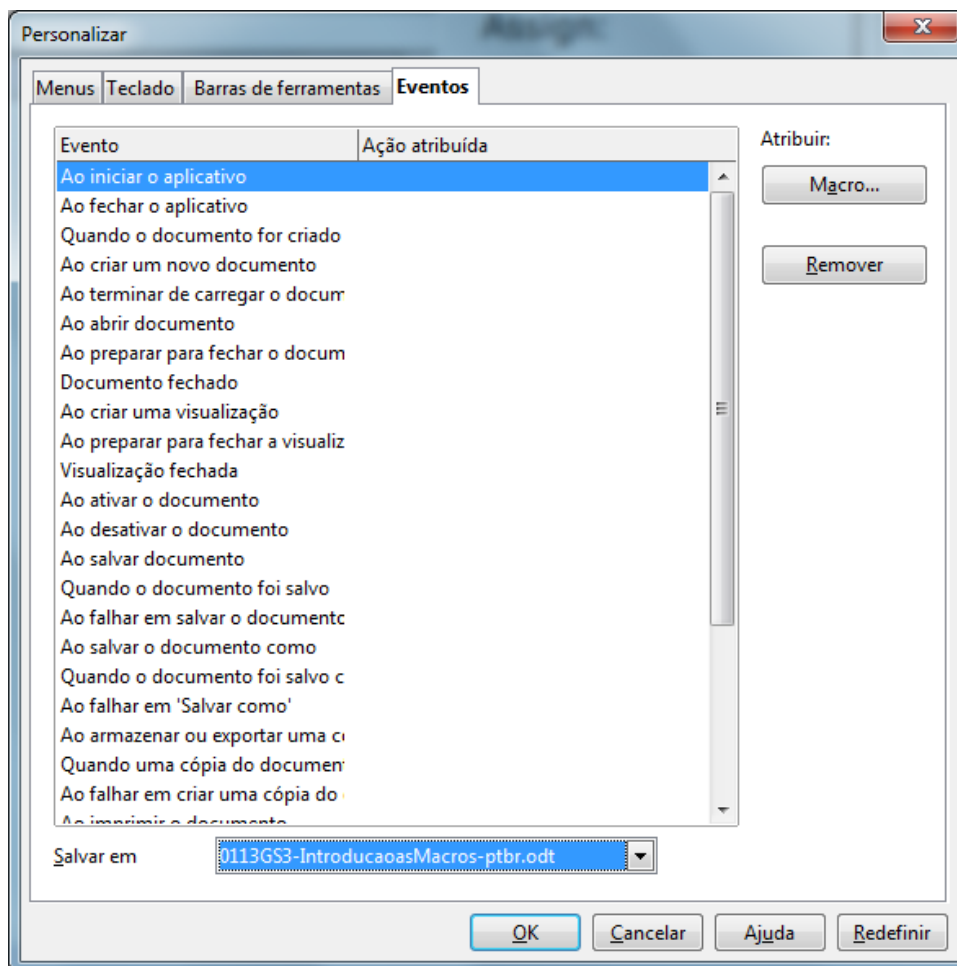 Personalizar
Assign:
Menus Teclado Barras de ferramentas Eventos
Evento Ação atribuída
Atribuir:
Ao iniciar o aplicativo
Macro...
Ao fechar o aplicativo
Quando o documento for criado
Ao criar um novo documento
Remover
Ao terminar de carregar o docum
Ao abrir documento
Ao preparar para fechar o docum
Documento fechado
Ao criar uma visualização
Ao preparar para fechar a visualiz
Visualização fechada
Ao ativar o documento
Ao desativar o documento
Ao salvar documento
Quando o documento foi salvo
Ao falhar em salvar o documento
Ao salvar o documento como
Quando o documento foi salvo c
Ao falhar em 'Salvar como'
Ao armazenar ou exportar uma c
Quando uma cópia do documen
Ao falhar em criar uma cópia do
Ao imprimir o documento
Salvar em 0113GS3-IntroducaoasMacros-ptbr.odt
OK Cancelar Ajuda Redefinir